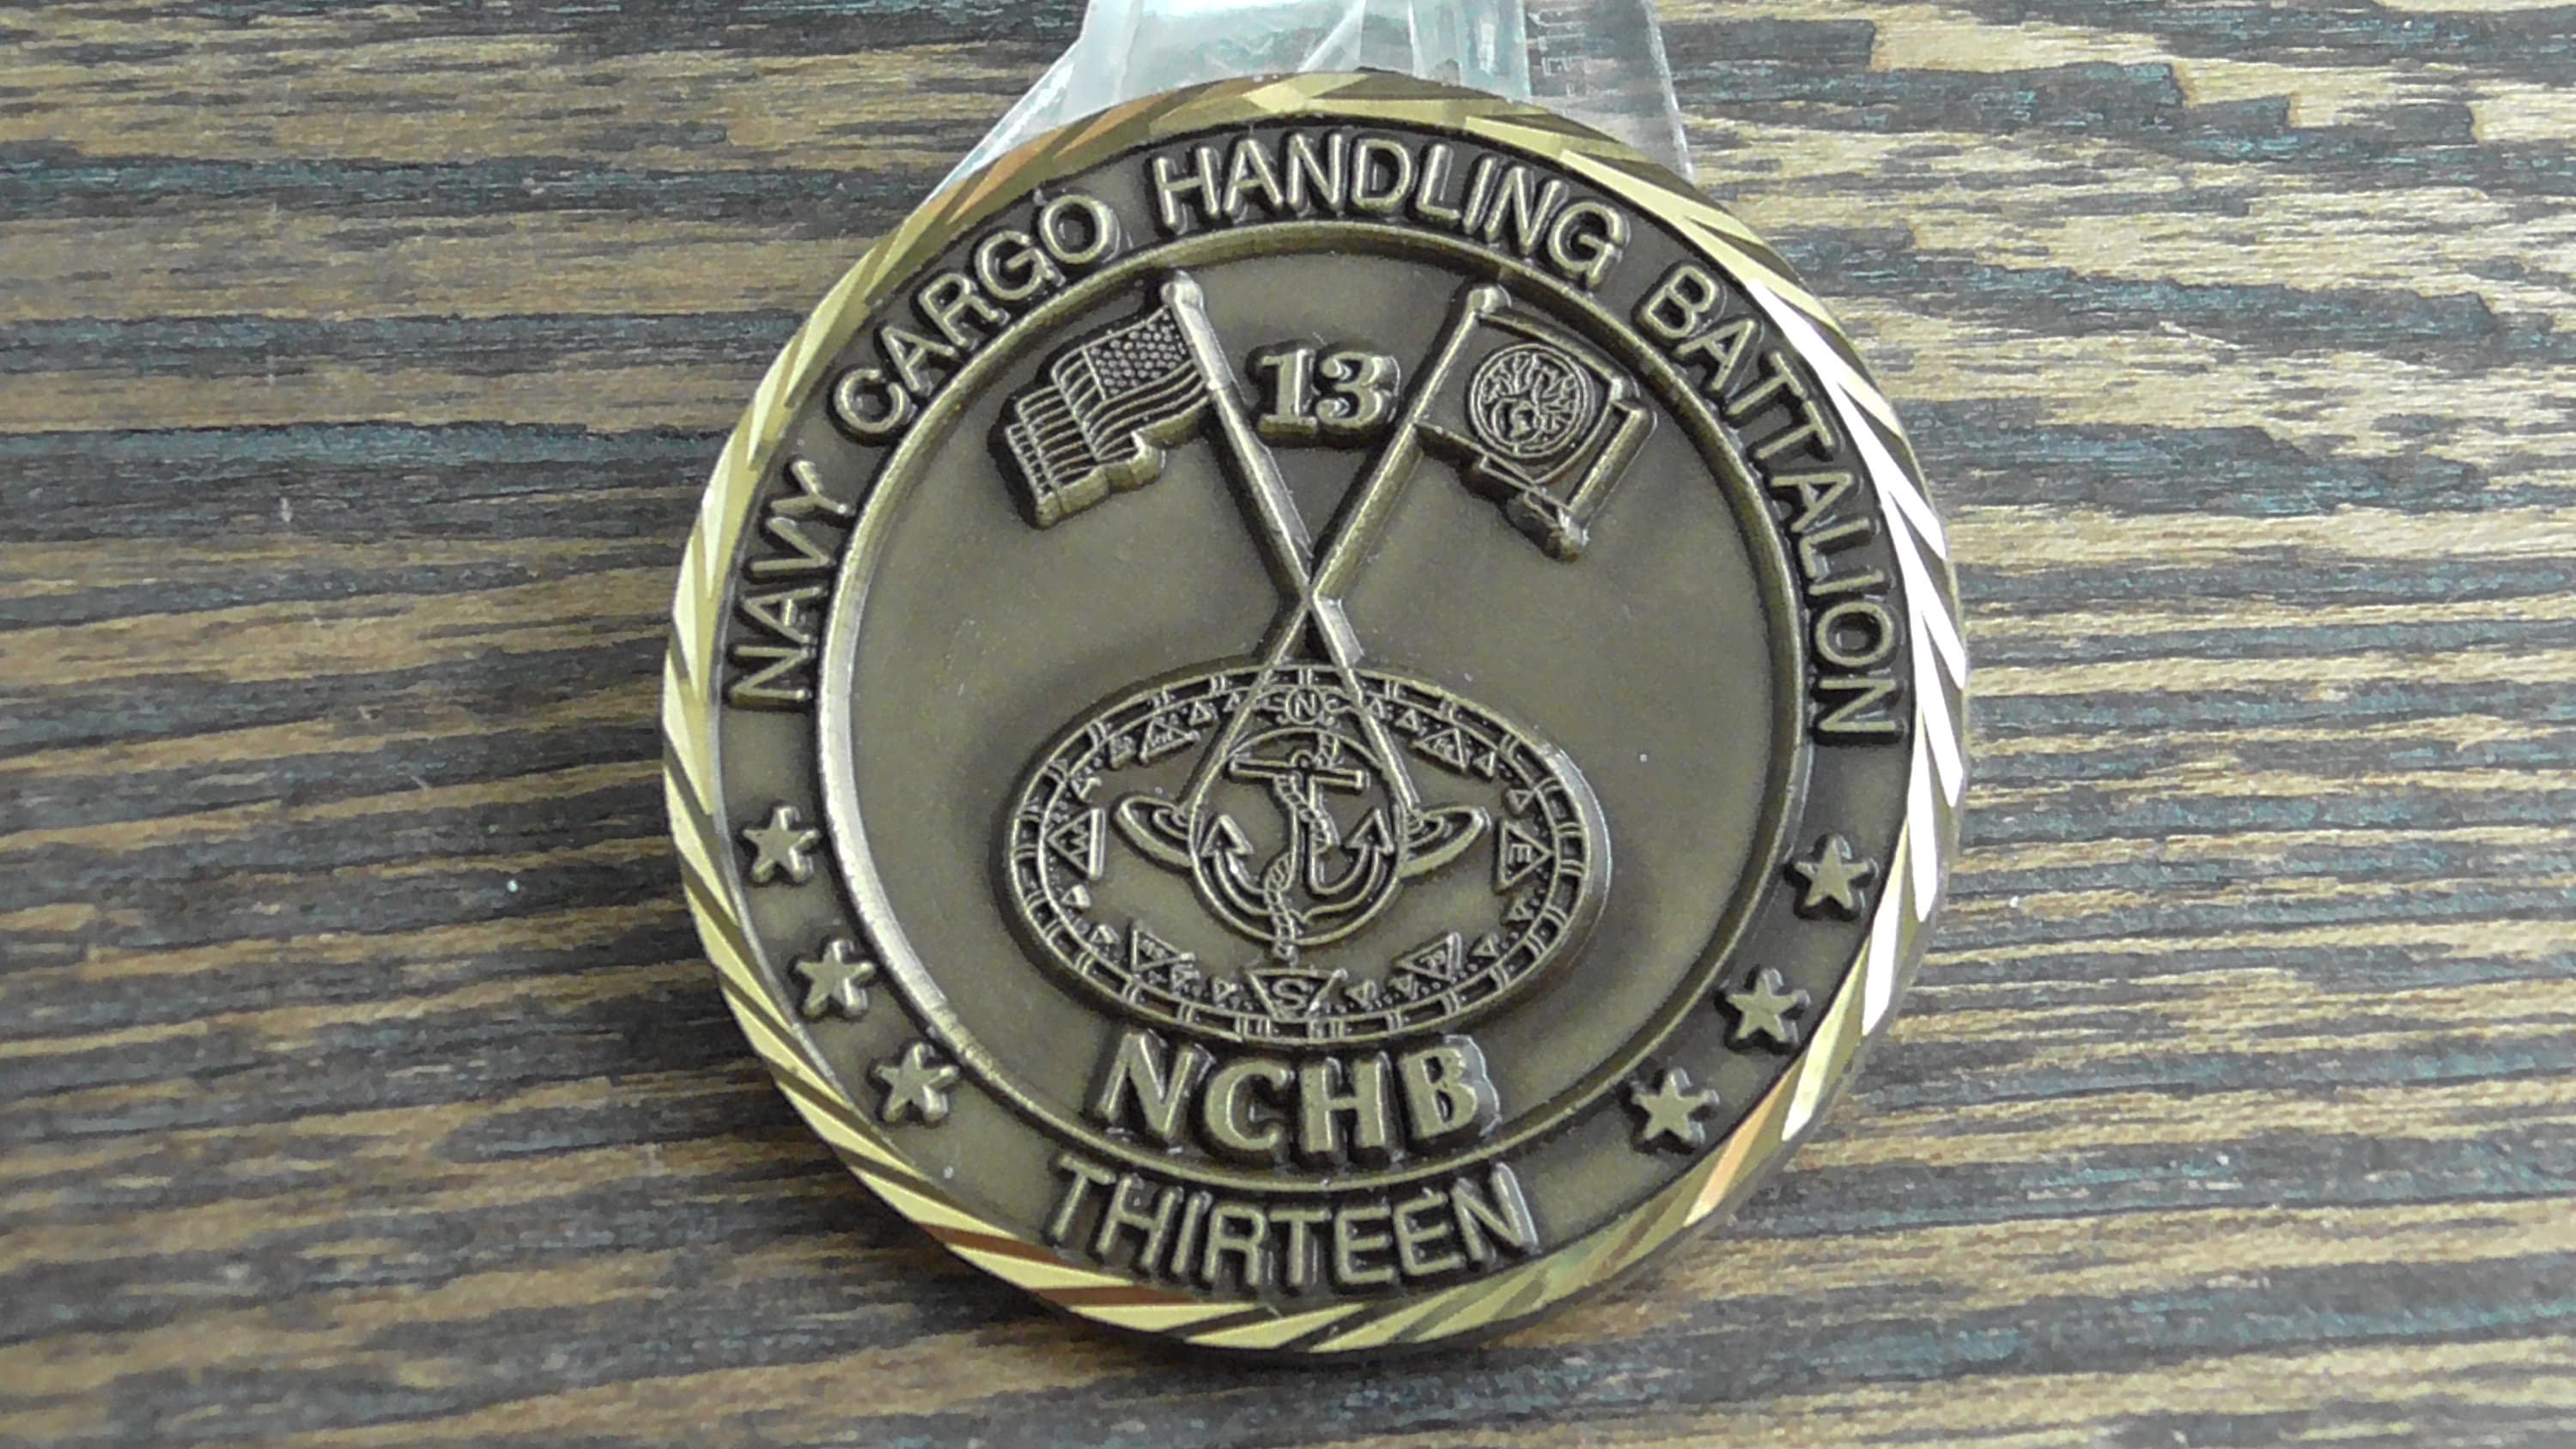 NAVY CARGO HANDLING BATTALION
13
N
W
E
S
NCHB
THIRTEEN